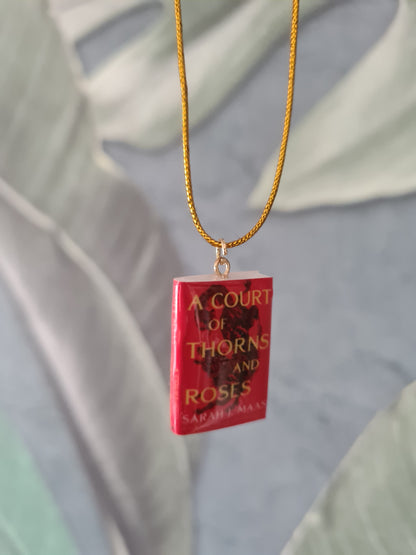 A COURT
OF
THORNS
AND
ROSES
SARAH J. MAAS